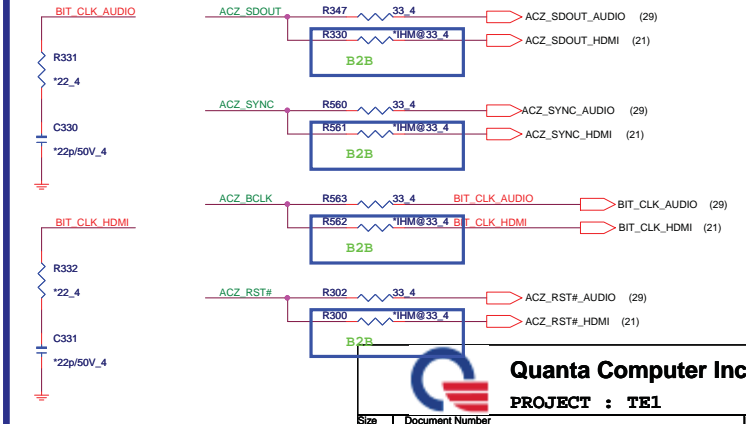 BIT_CLK_AUDIO
R331
*22_4
C330
*22p/50V_4
BIT_CLK_HDMI
R332
*22_4
C331
*22p/50V_4
ACZ_SDOUT R347 33_4 ACZ_SDOUT_AUDIO (29)
R330 *IHM@33_4 ACZ_SDOUT_HDMI (21)
B2B
ACZ_SYNC R560 33_4 ACZ_SYNC_AUDIO (29)
R561 *IHM@33_4 ACZ_SYNC_HDMI (21)
B2B
ACZ_BCLK R563 33_4 BIT_CLK_AUDIO BIT_CLK_AUDIO (29)
R562 *IHM@33_4 BIT_CLK_HDMI BIT_CLK_HDMI (21)
B2B
ACZ_RST# R302 33_4 ACZ_RST#_AUDIO (29)
R300 *IHM@33_4 ACZ_RST#_HDMI (21)
B2B
Quanta Computer Inc
PROJECT : TE1
Size Document Number